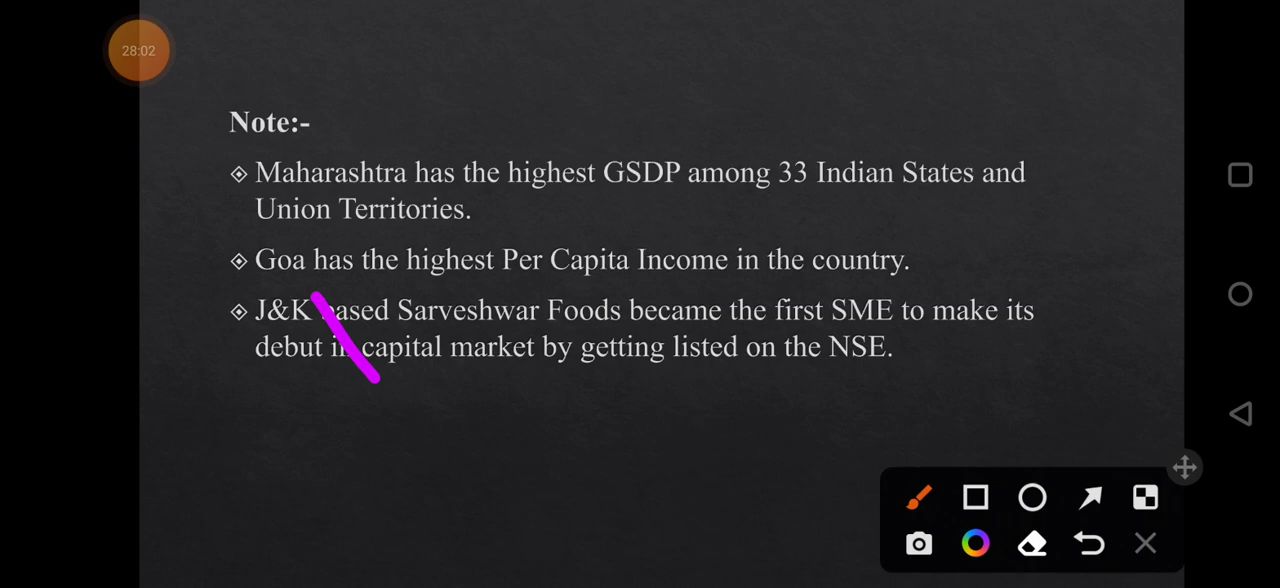 28:02
Note:-
Maharashtra has the highest GSDP among 33 Indian States and
Union Territories.
Goa has the highest Per Capita Income in the country.
J&K based Sarveshwar Foods became the first SME to make its
debut in capital market by getting listed on the NSE.